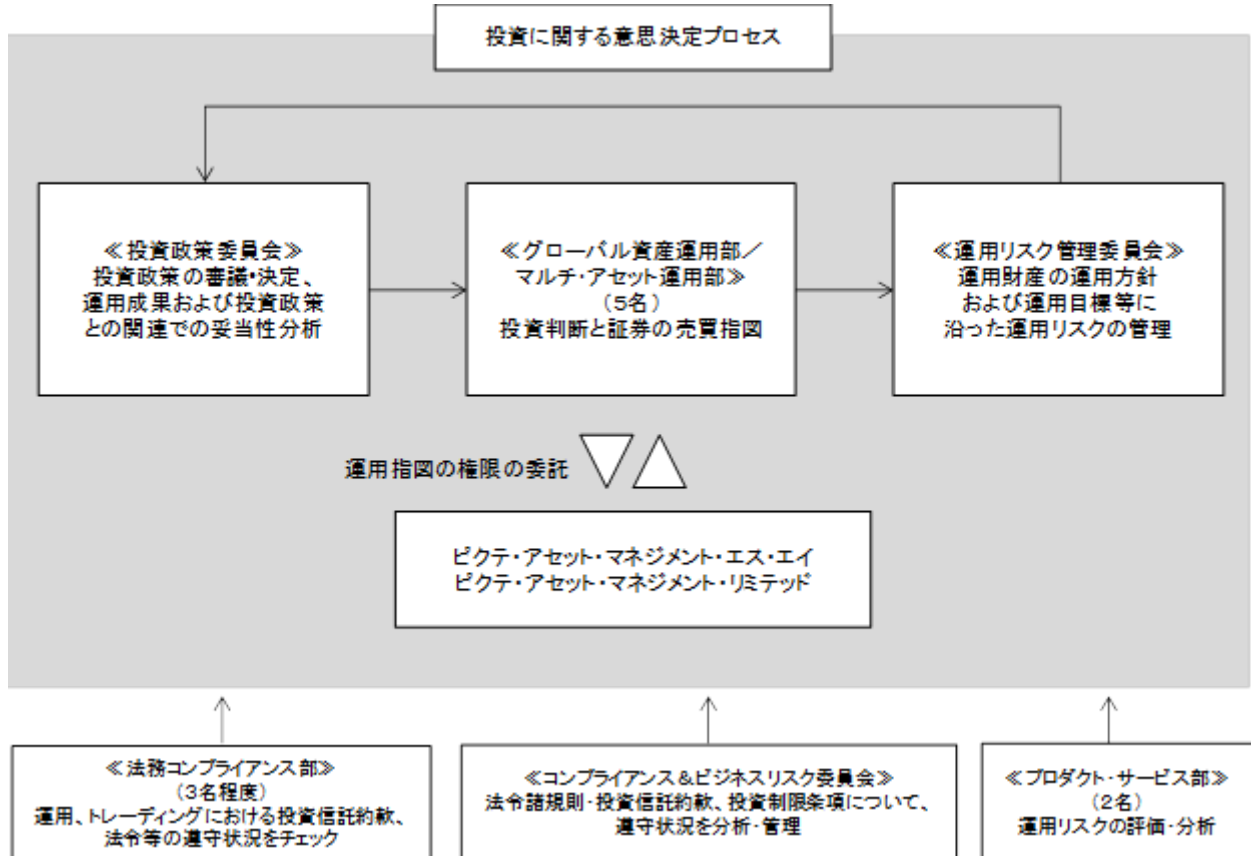 投資に関する意思決定プロセス
≪投資政策委員会≫
投資政策の審議・決定、
運用成果および投資政策
との関連での妥当性分析
≪グローバル資産運用部／
マルチ・アセット運用部≫
（5名）
投資判断と証券の売買指図
≪運用リスク管理委員会≫
運用財産の運用方針
および運用目標等に
沿った運用リスクの管理
運用指図の権限の委託
ピクテ・アセット・マネジメント・エス・エイ
ピクテ・アセット・マネジメント・リミテッド
≪法務コンプライアンス部≫
（3名程度）
運用、トレーディングにおける投資信託約款、
法令等の遵守状況をチェック
≪コンプライアンス＆ビジネスリスク委員会≫
法令諸規則・投資信託約款、投資制限条項について、
遵守状況を分析・管理
≪プロダクト・サービス部≫
（2名）
運用リスクの評価・分析